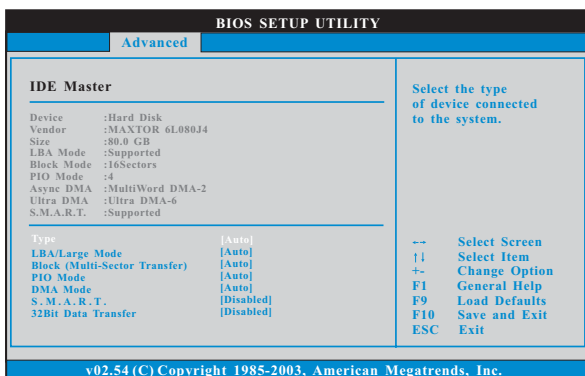 BIOS SETUP UTILITY
Advanced
IDE Master
Device :Hard Disk
Vendor :MAXTOR 6L080J4
Size :80.0 GB
LBA Mode :Supported
Block Mode :16Sectors
PIO Mode :4
Async DMA :MultiWord DMA-2
Ultra DMA :Ultra DMA-6
S.M.A.R.T. :Supported
Type [Auto]
LBA/Large Mode [Auto]
Block (Multi-Sector Transfer) [Auto]
PIO Mode [Auto]
DMA Mode [Auto]
S.M.A.R.T. [Disabled]
32Bit Data Transfer [Disabled]
Select the type
of device connected
to the system.
←→ Select Screen
↑↓ Select Item
+- Change Option
F1 General Help
F9 Load Defaults
F10 Save and Exit
ESC Exit
v02.54 (C) Copyright 1985-2003, American Megatrends, Inc.